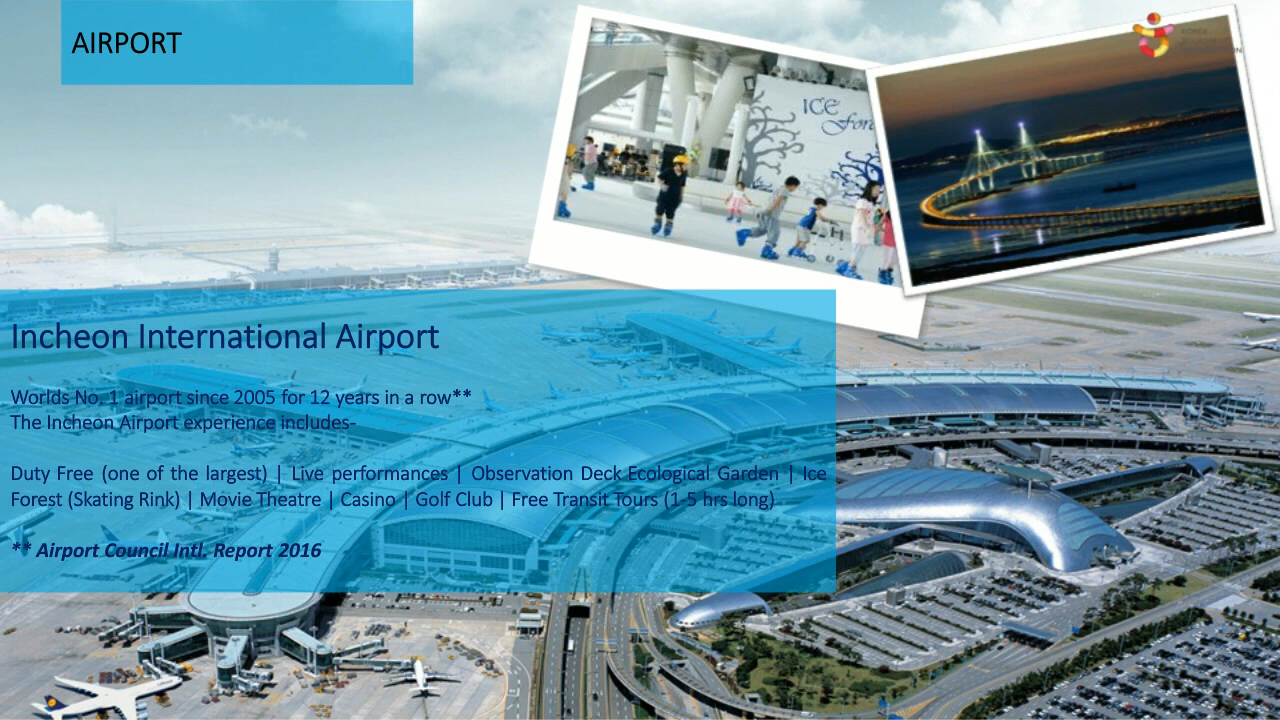 AIRPORT
ICE
KOREA
Incheon International Airport
Worlds No. 1 airport since 2005 for 12 years in a row**
The Incheon Airport experience includes-
Duty Free (one of the largest) | Live performances | Observation Deck Ecological Garden | Ice
Forest (Skating Rink) | Movie Theatre | Casino | Golf Club | Free Transit Tours (1-5 hrs long)
** Airport Council Intl. Report 2016